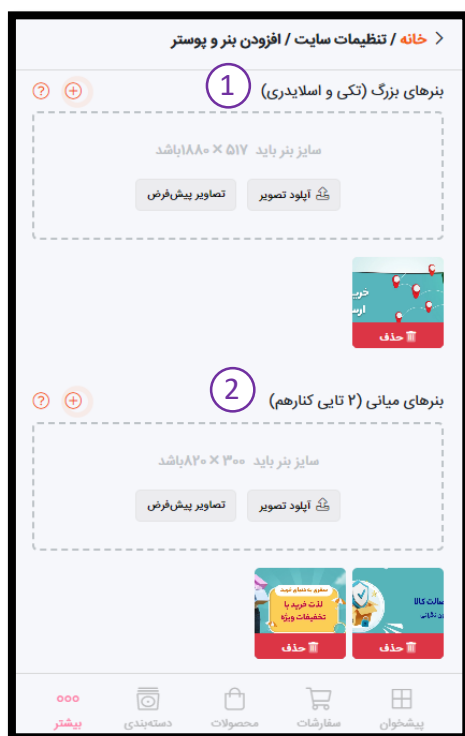 خانه / تنظیمات سایت / افزودن بنر و پوستر
بنرهای بزرگ (تکی و اسلایدری)
1
سایز بنر باید ۵۱۷ × ۱۸۸۰باشد
آپلود تصویر
تصاویر پیش‌فرض
خرید
حذف
بنرهای میانی (۲ تایی کنارهم)
2
سایز بنر باید ۳۰۰ × ۸۲۰باشد
آپلود تصویر
تصاویر پیش‌فرض
کالا
لذت خرید با
تخفیفات ویژه
حذف
حذف
پیشخوان
سفارشات
محصولات
دسته‌بندی
بیشتر